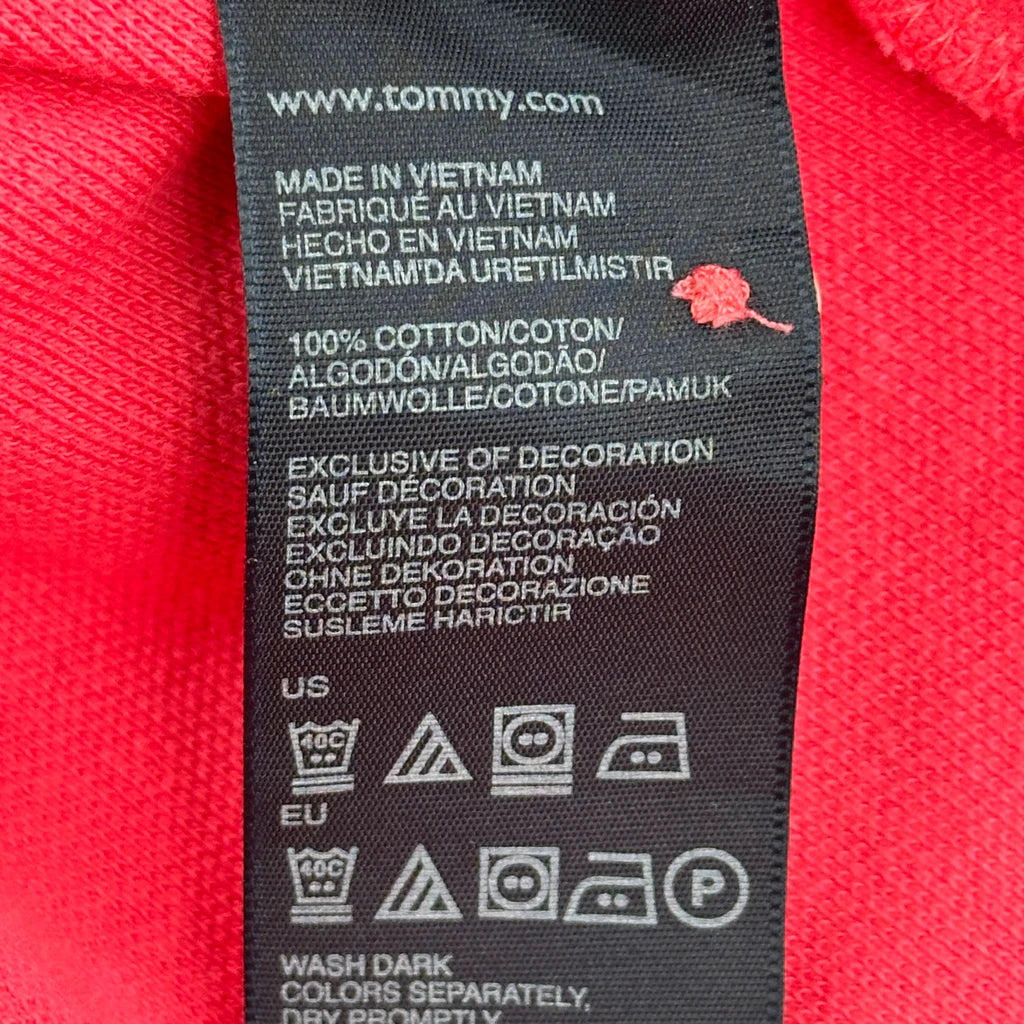 www.tommy.com
MADE IN VIETNAM
FABRIQUÉ AU VIETNAM
HECHO EN VIETNAM
VIETNAM'DA URETILMISTIR
100% COTTON/COTON/
ALGODÓN/ALGODÃO/
BAUMWOLLE/COTONE/PAMUK
EXCLUSIVE OF DECORATION
SAUF DÉCORATION
EXCLUYE LA DECORACIÓN
EXCLUINDO DECORAÇÃO
OHNE DEKORATION
ECCETTO DECORAZIONE
SUSLEME HARICTIR
US
40C
EU
40C P
WASH DARK
COLORS SEPARATELY,
DRY PROMPTLY